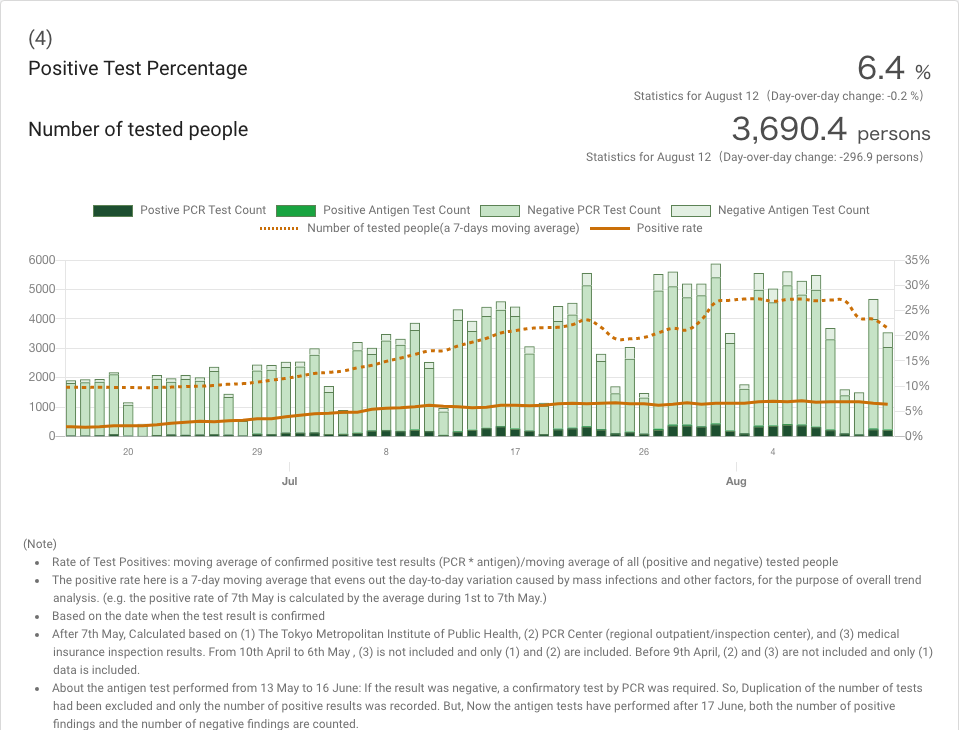 (4)
Positive Test Percentage
6.4 %
Statistics for August 12 (Day-over-day change: -0.2 %)
Number of tested people
3,690.4 persons
Statistics for August 12 (Day-over-day change: -296.9 persons)
Postive PCR Test Count Positive Antigen Test Count Negative PCR Test Count Negative Antigen Test Count
Number of tested people(a 7-days moving average) Positive rate
6000 35%
5000 30%
4000 25%
3000 20%
2000 15%
1000 10%
0 5%
0%
20 29 8 17 26 4
Jul Aug
(Note)
• Rate of Test Positives: moving average of confirmed positive test results (PCR * antigen)/moving average of all (positive and negative) tested people
• The positive rate here is a 7-day moving average that evens out the day-to-day variation caused by mass infections and other factors, for the purpose of overall trend
analysis. (e.g. the positive rate of 7th May is calculated by the average during 1st to 7th May.)
• Based on the date when the test result is confirmed
• After 7th May, Calculated based on (1) The Tokyo Metropolitan Institute of Public Health, (2) PCR Center (regional outpatient/inspection center), and (3) medical
insurance inspection results. From 10th April to 6th May , (3) is not included and only (1) and (2) are included. Before 9th April, (2) and (3) are not included and only (1)
data is included.
• About the antigen test performed from 13 May to 16 June: If the result was negative, a confirmatory test by PCR was required. So, Duplication of the number of tests
had been excluded and only the number of positive results was recorded. But, Now the antigen tests have performed after 17 June, both the number of positive
findings and the number of negative findings are counted.